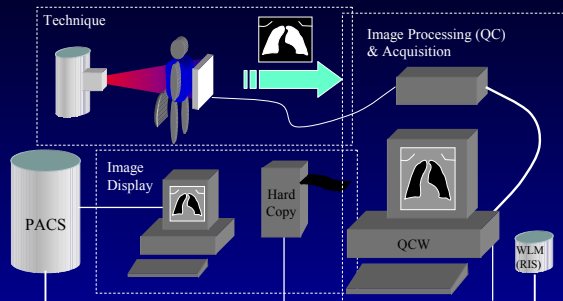 Technique
Image Processing (QC)
& Acquisition
Image
Display
Hard
Copy
PACS
QCW
WLM
(RIS)